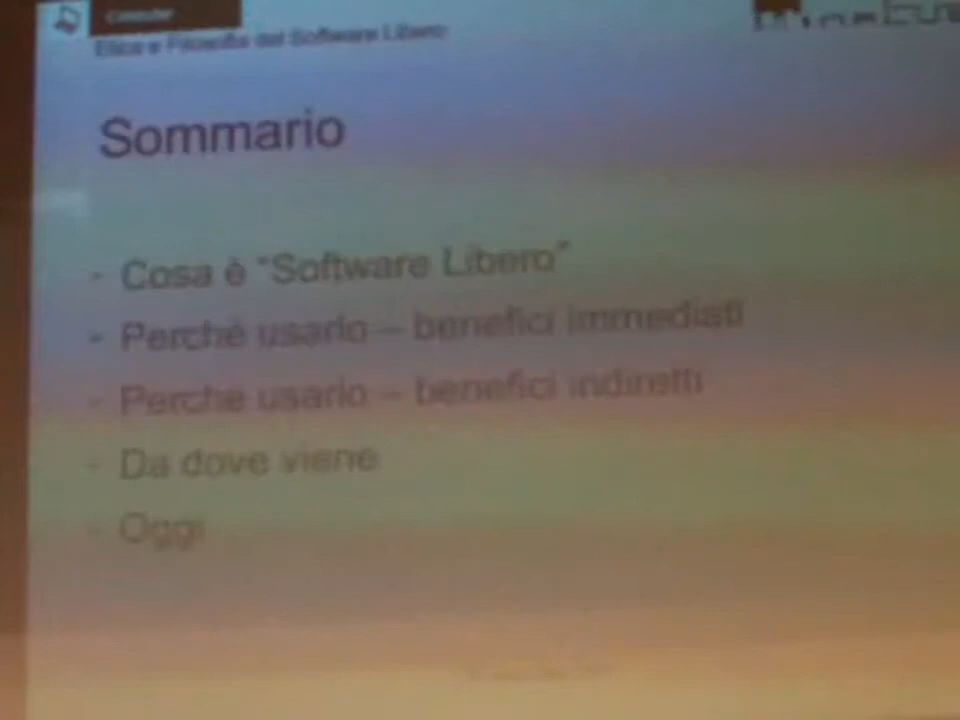 Etica e Filosofia del Software Libero
Sommario
- Cosa è "Software Libero"
- Perché usarlo – benefici immediati
- Perché usarlo – benefici indiretti
- Da dove viene
- Oggi